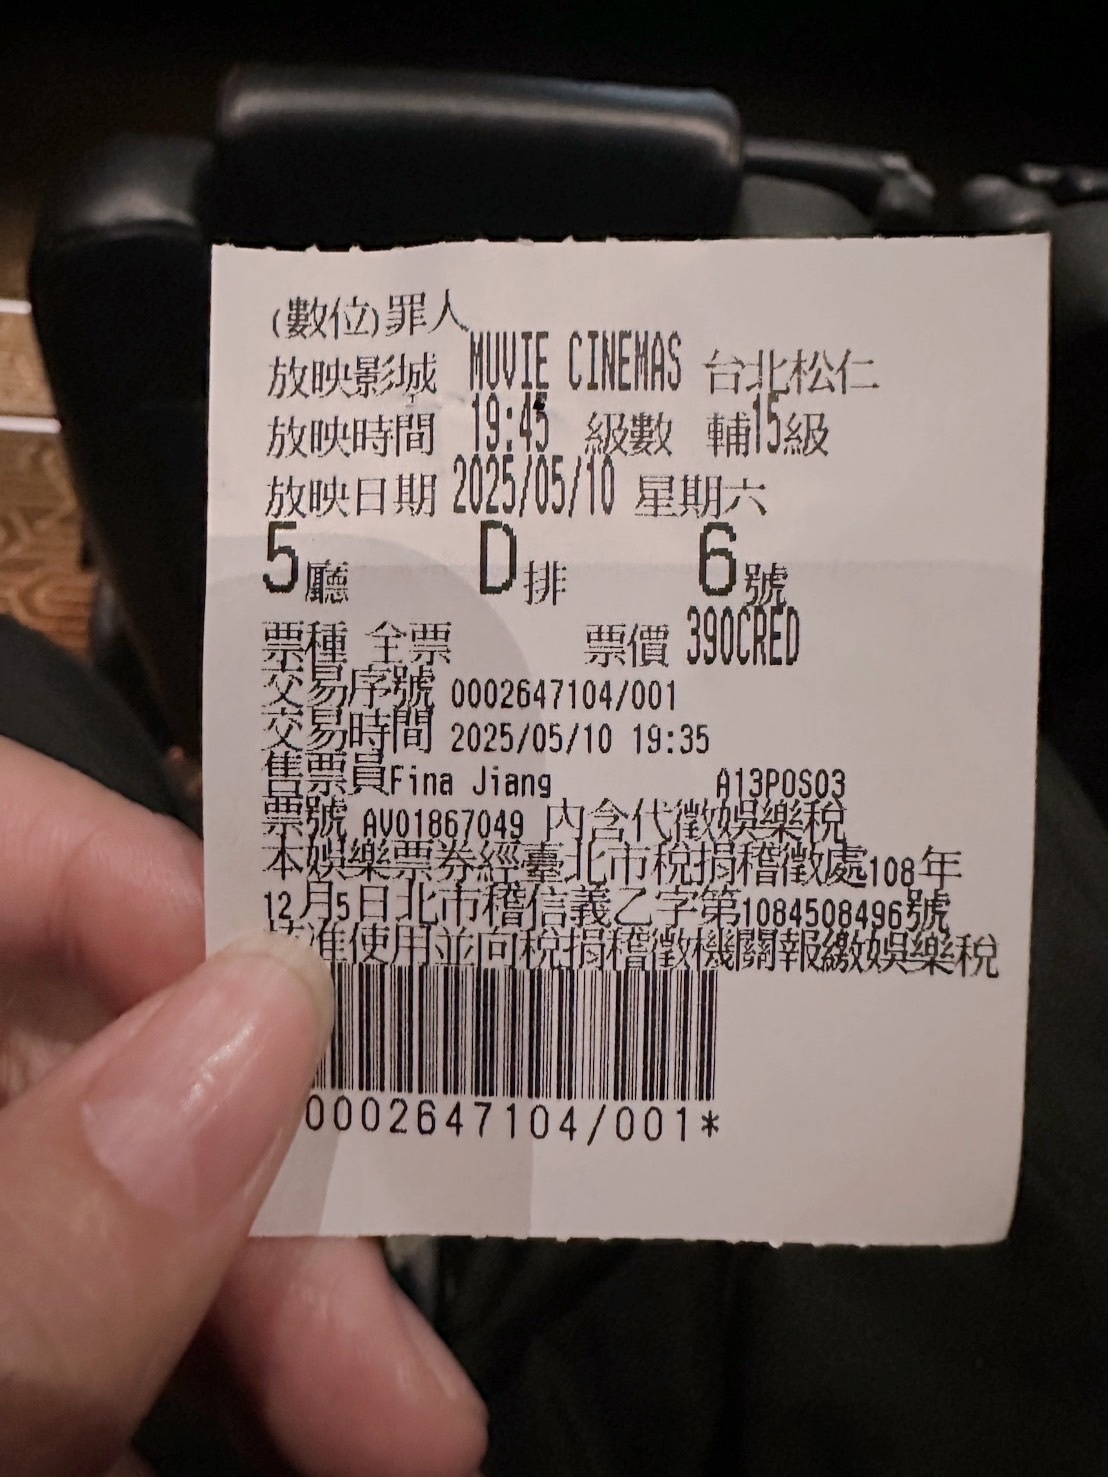 (數位)罪人
放映影城 MUVIE CINEMAS 台北松仁
放映時間 19:45 級數 輔15級
放映日期 2025/05/10 星期六
5廳 D排 6號
票種 全票 票價 390CRED
交易序號 0002647104/001
交易時間 2025/05/10 19:35
售票員Fina Jiang A13POS03
票號 AV01867049 內含代徵娛樂稅
本娛樂票券經臺北市稅捐稽徵處108年
12月5日北市稽信義乙字第1084508496號
准使用並向稅捐稽徵機關報繳娛樂稅
0002647104/001*